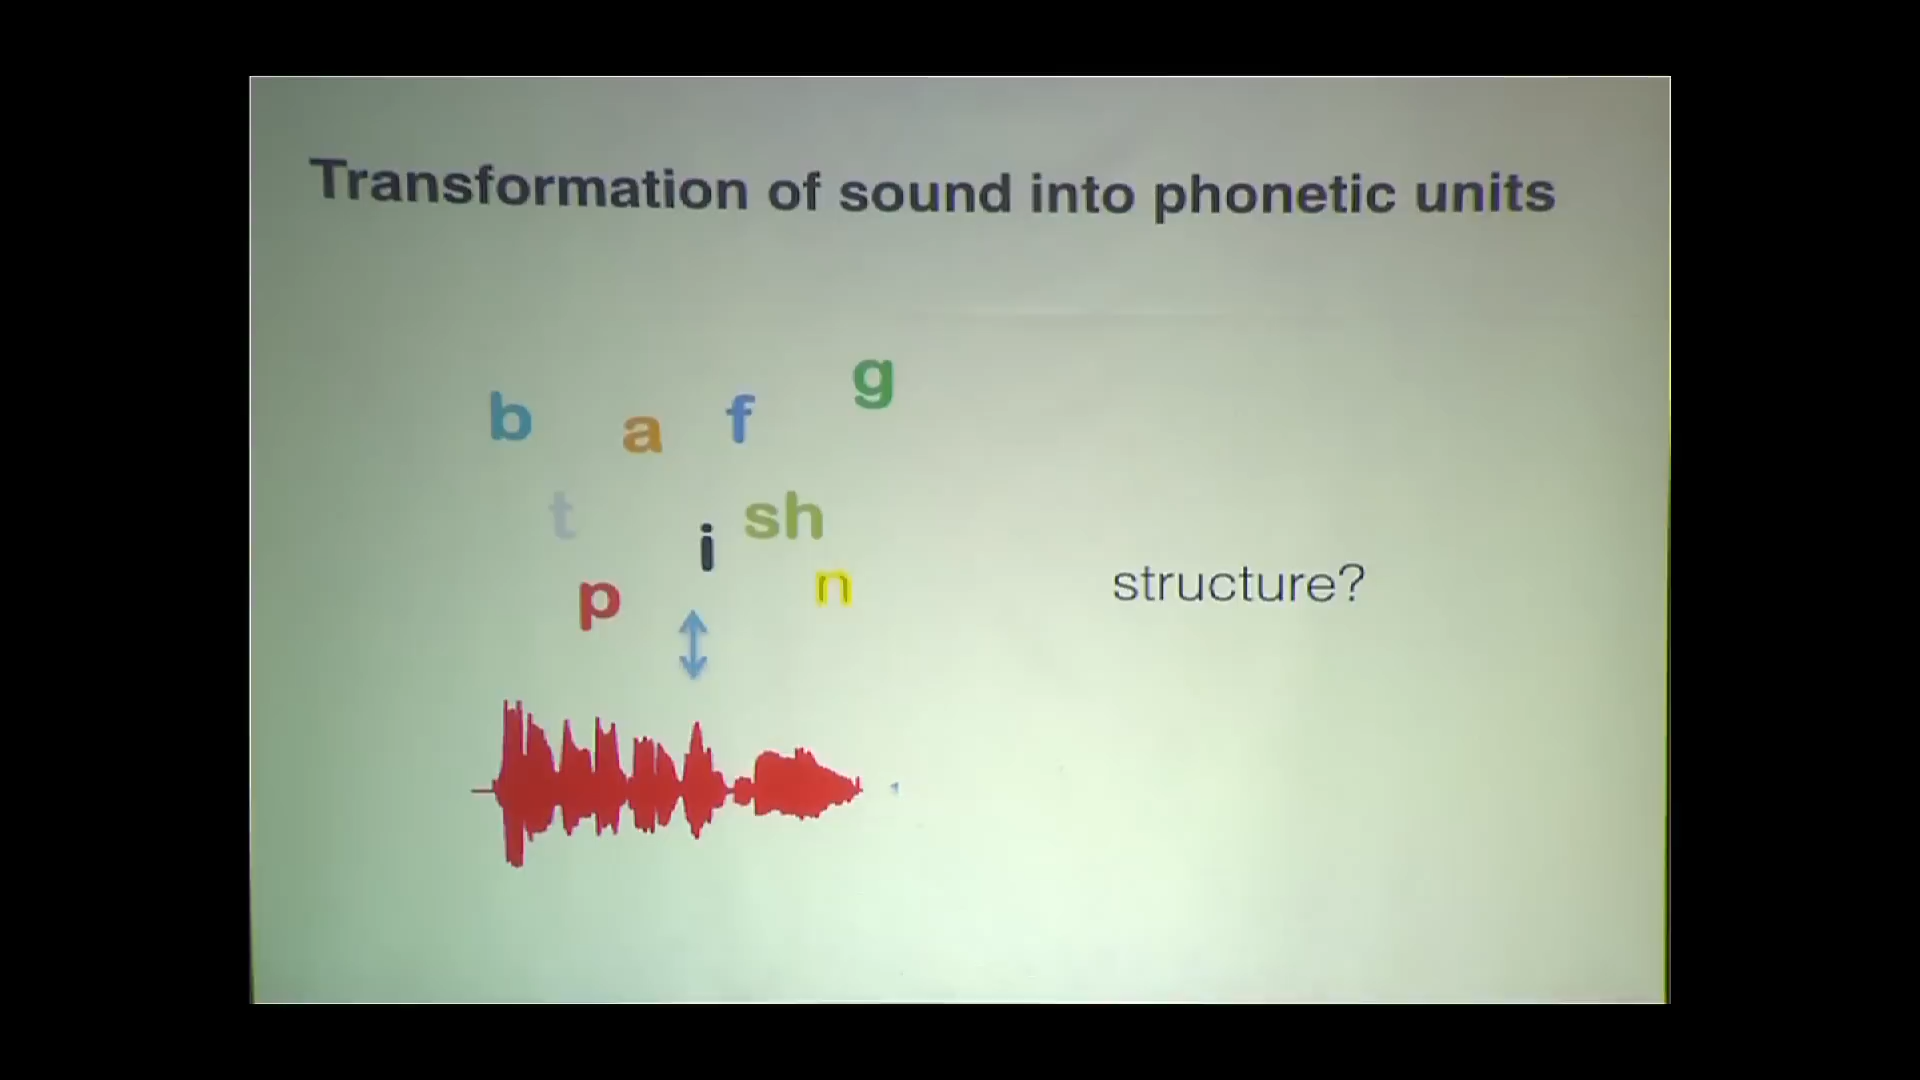 Transformation of sound into phonetic units
b a f g
t i sh
p n
structure?